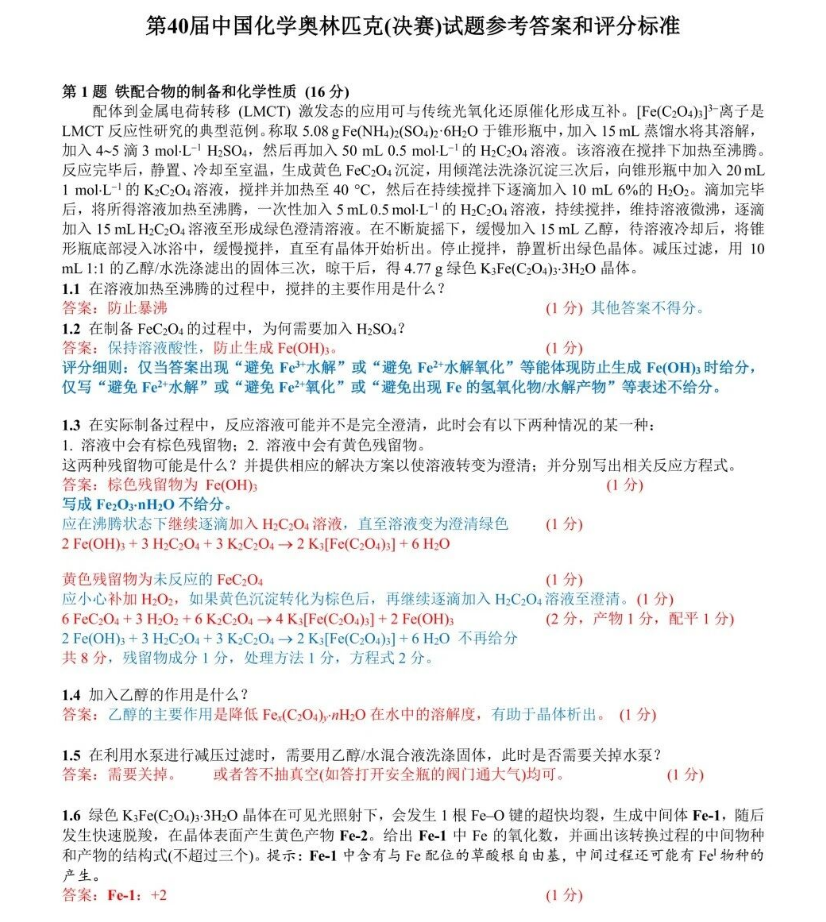 第40届中国化学奥林匹克(决赛)试题参考答案和评分标准
第 1 题 铁配合物的制备和化学性质 (16 分)
配体到金属电荷转移 (LMCT) 激发态的应用可与传统光氧化还原催化形成互补。[Fe(C₂O₄)₃]³⁻离子是
LMCT 反应性研究的典型范例。称取 5.08 g Fe(NH₄)₂(SO₄)₂·6H₂O 于锥形瓶中，加入 15 mL 蒸馏水将其溶解，
加入 4~5 滴 3 mol·L⁻¹ H₂SO₄，然后再加入 50 mL 0.5 mol·L⁻¹ 的 H₂C₂O₄ 溶液。该溶液在搅拌下加热至沸腾。
反应完毕后，静置、冷却至室温，生成黄色 FeC₂O₄ 沉淀，用倾滗法洗涤沉淀三次后，向锥形瓶中加入 20 mL
1 mol·L⁻¹ 的 K₂C₂O₄ 溶液，搅拌并加热至 40 °C，然后在持续搅拌下逐滴加入 10 mL 6%的 H₂O₂。滴加完毕
后，将所得溶液加热至沸腾，一次性加入 5 mL 0.5 mol·L⁻¹ 的 H₂C₂O₄ 溶液，持续搅拌，维持溶液微沸，逐滴
加入 15 mL H₂C₂O₄ 溶液至形成绿色澄清溶液。在不断旋摇下，缓慢加入 15 mL 乙醇，待溶液冷却后，将锥
形瓶底部浸入冰浴中，缓慢搅拌，直至有晶体开始析出。停止搅拌，静置析出绿色晶体。减压过滤，用 10
mL 1:1 的乙醇/水洗涤滤出的固体三次，晾干后，得 4.77 g 绿色 K₃Fe(C₂O₄)₃·3H₂O 晶体。
1.1 在溶液加热至沸腾的过程中，搅拌的主要作用是什么？
答案：防止暴沸 (1 分) 其他答案不得分。
1.2 在制备 FeC₂O₄ 的过程中，为何需要加入 H₂SO₄？
答案：保持溶液酸性，防止生成 Fe(OH)₃。 (1 分)
评分细则：仅当答案出现“避免 Fe³⁺水解”或“避免 Fe²⁺水解氧化”等能体现防止生成 Fe(OH)₃ 时给分，
仅写“避免 Fe²⁺水解”或“避免 Fe²⁺氧化”或“避免出现 Fe 的氢氧化物/水解产物”等表述不给分。
1.3 在实际制备过程中，反应溶液可能并不是完全澄清，此时会有以下两种情况的某一种：
1. 溶液中会有棕色残留物；2. 溶液中会有黄色残留物。
这两种残留物可能是什么？并提供相应的解决方案以使溶液转变为澄清；并分别写出相关反应方程式。
答案：棕色残留物为 Fe(OH)₃ (1 分)
写成 Fe₂O₃·nH₂O 不给分。
应在沸腾状态下继续逐滴加入 H₂C₂O₄ 溶液，直至溶液变为澄清绿色 (1 分)
2 Fe(OH)₃ + 3 H₂C₂O₄ + 3 K₂C₂O₄ → 2 K₃[Fe(C₂O₄)₃] + 6 H₂O
黄色残留物为未反应的 FeC₂O₄ (1 分)
应小心补加 H₂O₂，如果黄色沉淀转化为棕色后，再继续逐滴加入 H₂C₂O₄ 溶液至澄清。(1 分)
6 FeC₂O₄ + 3 H₂O₂ + 6 K₂C₂O₄ → 4 K₃[Fe(C₂O₄)₃] + 2 Fe(OH)₃ (2 分，产物 1 分，配平 1 分)
2 Fe(OH)₃ + 3 H₂C₂O₄ + 3 K₂C₂O₄ → 2 K₃[Fe(C₂O₄)₃] + 6 H₂O 不再给分
共 8 分，残留物成分 1 分，处理方法 1 分，方程式 2 分。
1.4 加入乙醇的作用是什么？
答案：乙醇的主要作用是降低 Feₓ(C₂O₄)ᵧ·nH₂O 在水中的溶解度，有助于晶体析出。 (1 分)
1.5 在利用水泵进行减压过滤时，需要用乙醇/水混合液洗涤固体，此时是否需要关掉水泵？
答案：需要关掉。 或者答不抽真空(如答打开安全瓶的阀门通大气)均可。 (1 分)
1.6 绿色 K₃Fe(C₂O₄)₃·3H₂O 晶体在可见光照射下，会发生 1 根 Fe–O 键的超快均裂，生成中间体 Fe-1，随后
发生快速脱羧，在晶体表面产生黄色产物 Fe-2。给出 Fe-1 中 Fe 的氧化数，并画出该转换过程的中间物种
和产物的结构式(不超过三个)。提示：Fe-1 中含有与 Fe 配位的草酸根自由基，中间过程还可能有 Feᴵ 物种的
产生。
答案：Fe-1：+2 (1 分)